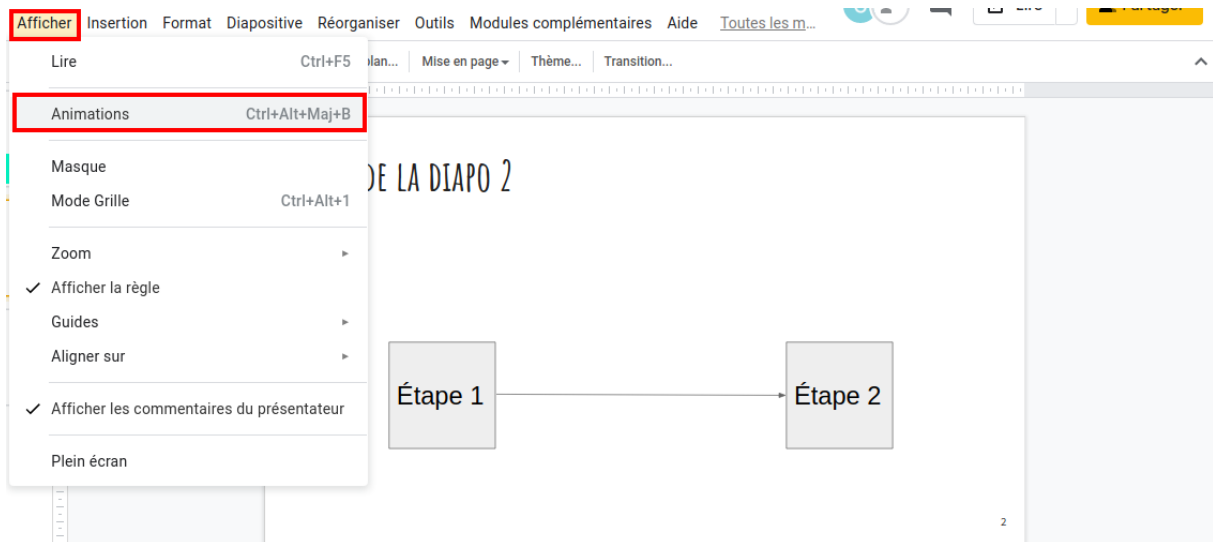 Afficher Insertion Format Diapositive Réorganiser Outils Modules complémentaires Aide Toutes les m...
Lire Ctrl+F5
Mise en page Thème... Transition...
Animations Ctrl+Alt+Maj+B
Masque
DE LA DIAPO 2
Mode Grille Ctrl+Alt+1
Zoom
Afficher la règle
Guides
Aligner sur
Étape 1 Étape 2
Afficher les commentaires du présentateur
Plein écran
2